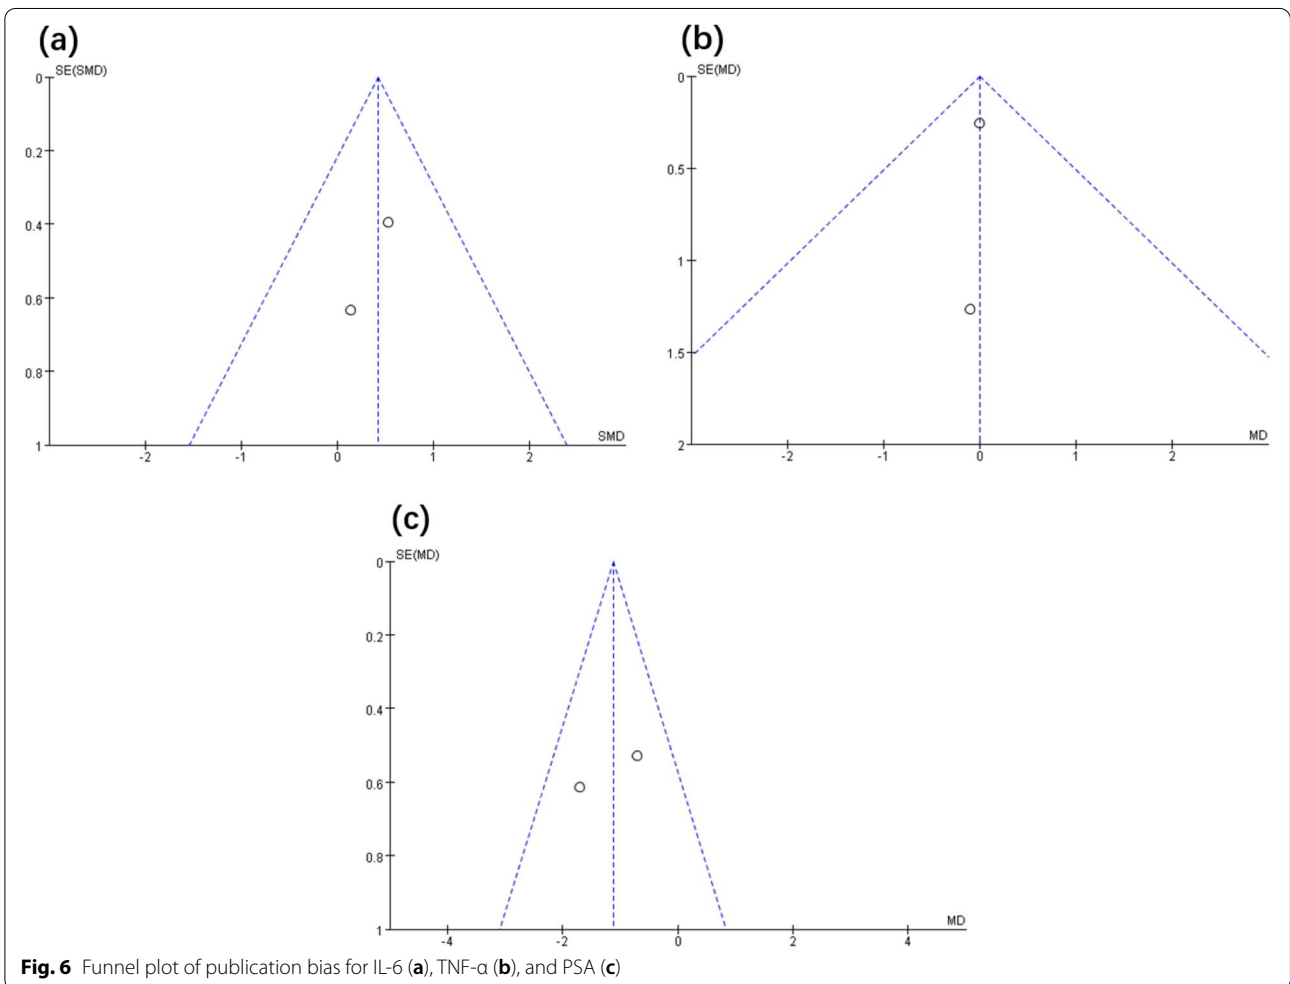 (a)
SE(SMD)
0
0.2
0.4
0.6
0.8
1
SMD
-2 -1 0 1 2
(b)
SE(MD)
0
0.5
1
1.5
2
MD
-2 -1 0 1 2
(c)
SE(MD)
0
0.2
0.4
0.6
0.8
1
MD
-4 -2 0 2 4
Fig. 6 Funnel plot of publication bias for IL-6 (a), TNF-α (b), and PSA (c)